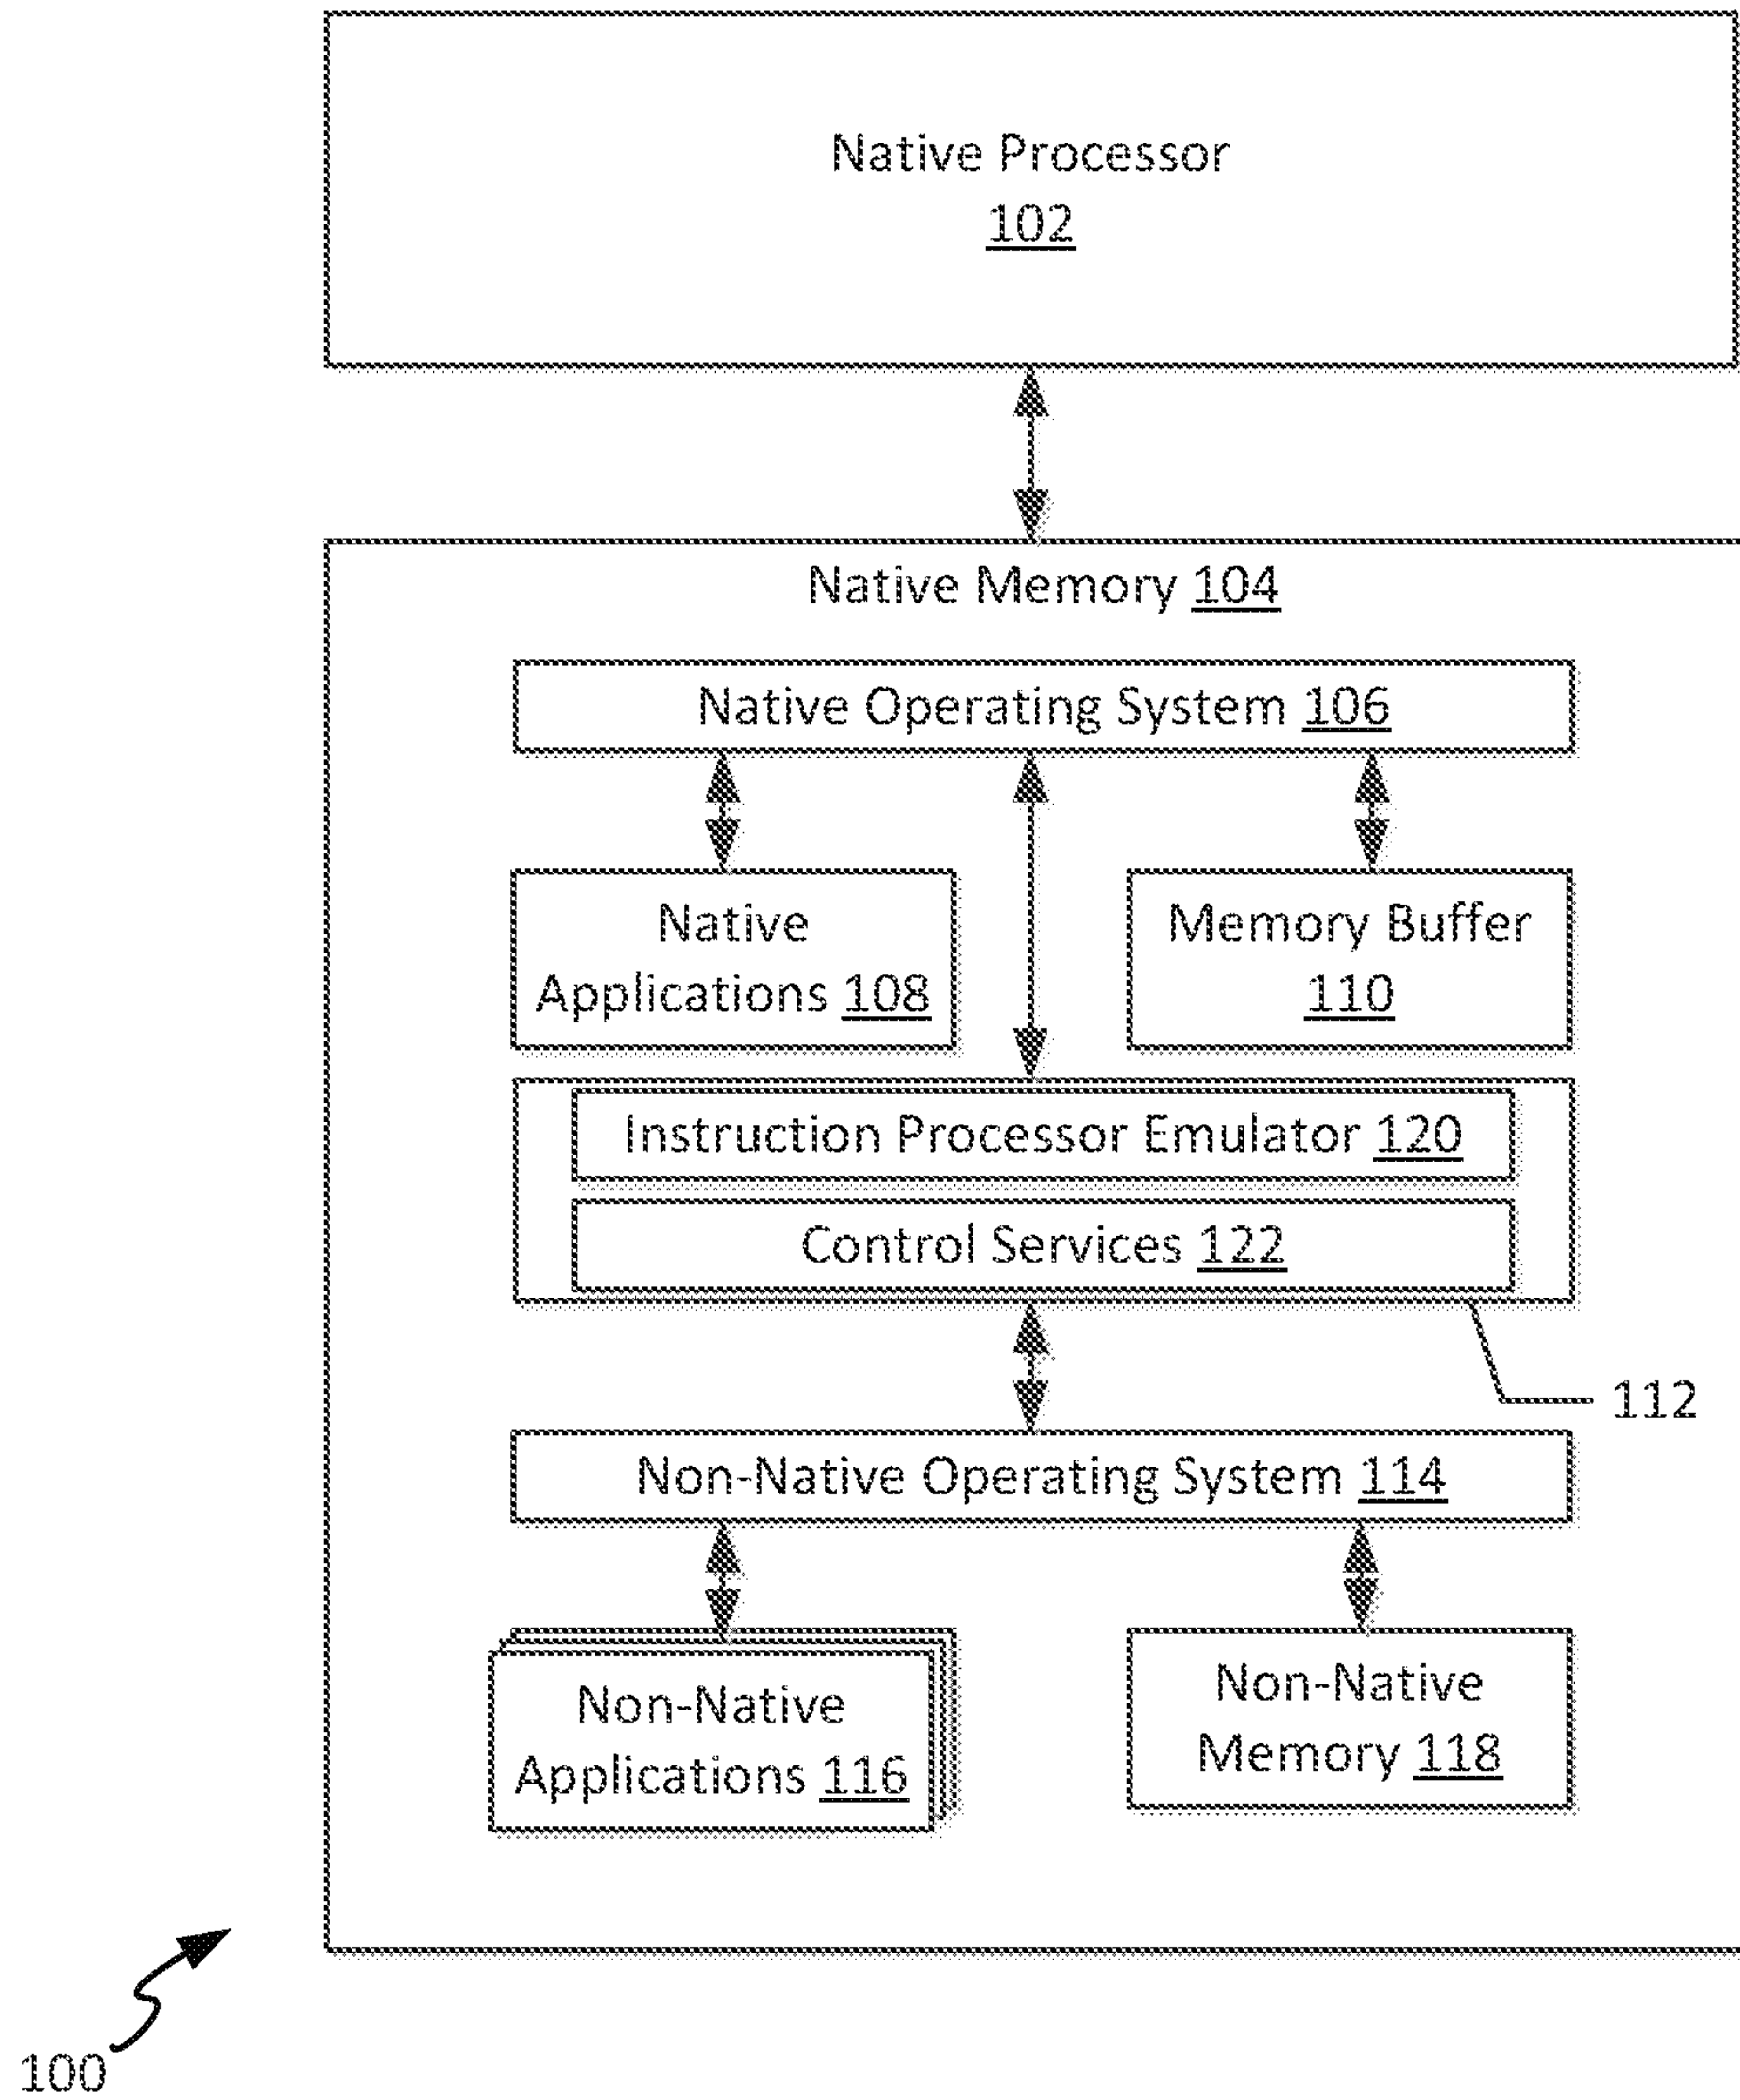 Native Processor
102
Native Memory 104
Native Operating System 106
Native
Applications 108
Memory Buffer
110
Instruction Processor Emulator 120
Control Services 122
112
Non-Native Operating System 114
Non-Native
Applications 116
Non-Native
Memory 118
100